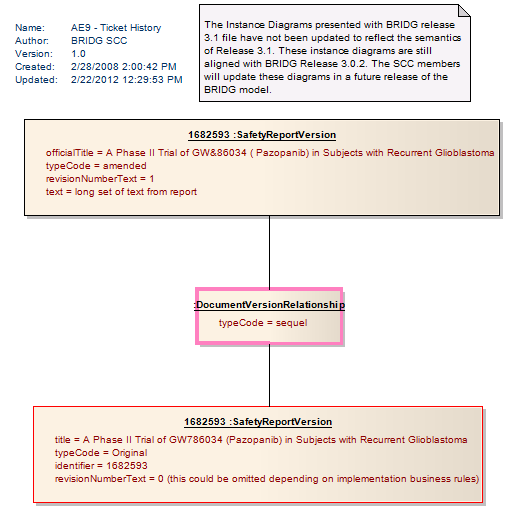 Name: AE9 - Ticket History
Author: BRIDG SCC
Version: 1.0
Created: 2/28/2008 2:00:42 PM
Updated: 2/22/2012 12:29:53 PM
The Instance Diagrams presented with BRIDG release
3.1 file have not been updated to reflect the semantics
of Release 3.1. These instance diagrams are still
aligned with BRIDG Release 3.0.2. The SCC members
will update these diagrams in a future release of the
BRIDG model.
1682593 :SafetyReportVersion
officialTitle = A Phase II Trial of GW&86034 ( Pazopanib) in Subjects with Recurrent Glioblastoma
typeCode = amended
revisionNumberText = 1
text = long set of text from report
:DocumentVersionRelationship
typeCode = sequel
1682593 :SafetyReportVersion
title = A Phase II Trial of GW786034 (Pazopanib) in Subjects with Recurrent Glioblastoma
typeCode = Original
identifier = 1682593
revisionNumberText = 0 (this could be omitted depending on implementation business rules)